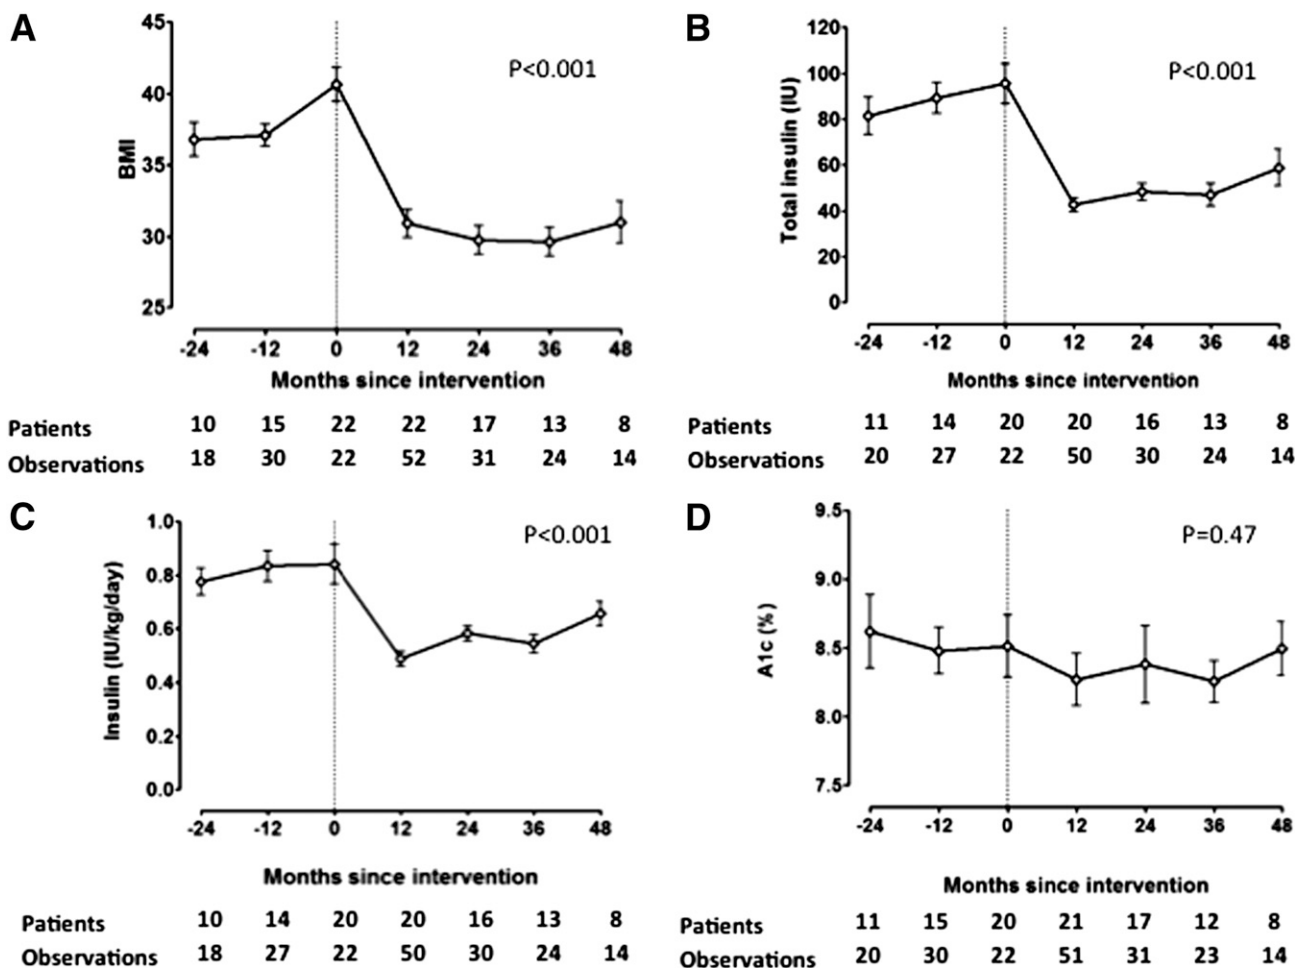 A
45
40
35
30
25
BMI
P<0.001
-24 -12 0 12 24 36 48
Months since intervention
Patients 10 15 22 22 17 13 8
Observations 18 30 22 52 31 24 14
B
120
100
80
60
40
20
0
Total insulin (IU)
P<0.001
-24 -12 0 12 24 36 48
Months since intervention
Patients 11 14 20 20 16 13 8
Observations 20 27 22 50 30 24 14
C
1.0
0.8
0.6
0.4
0.2
0.0
Insulin (IU/kg/day)
P<0.001
-24 -12 0 12 24 36 48
Months since intervention
Patients 10 14 20 20 16 13 8
Observations 18 27 22 50 30 24 14
D
9.5
9.0
8.5
8.0
7.5
A1c (%)
P=0.47
-24 -12 0 12 24 36 48
Months since intervention
Patients 11 15 20 21 17 12 8
Observations 20 30 22 51 31 23 14